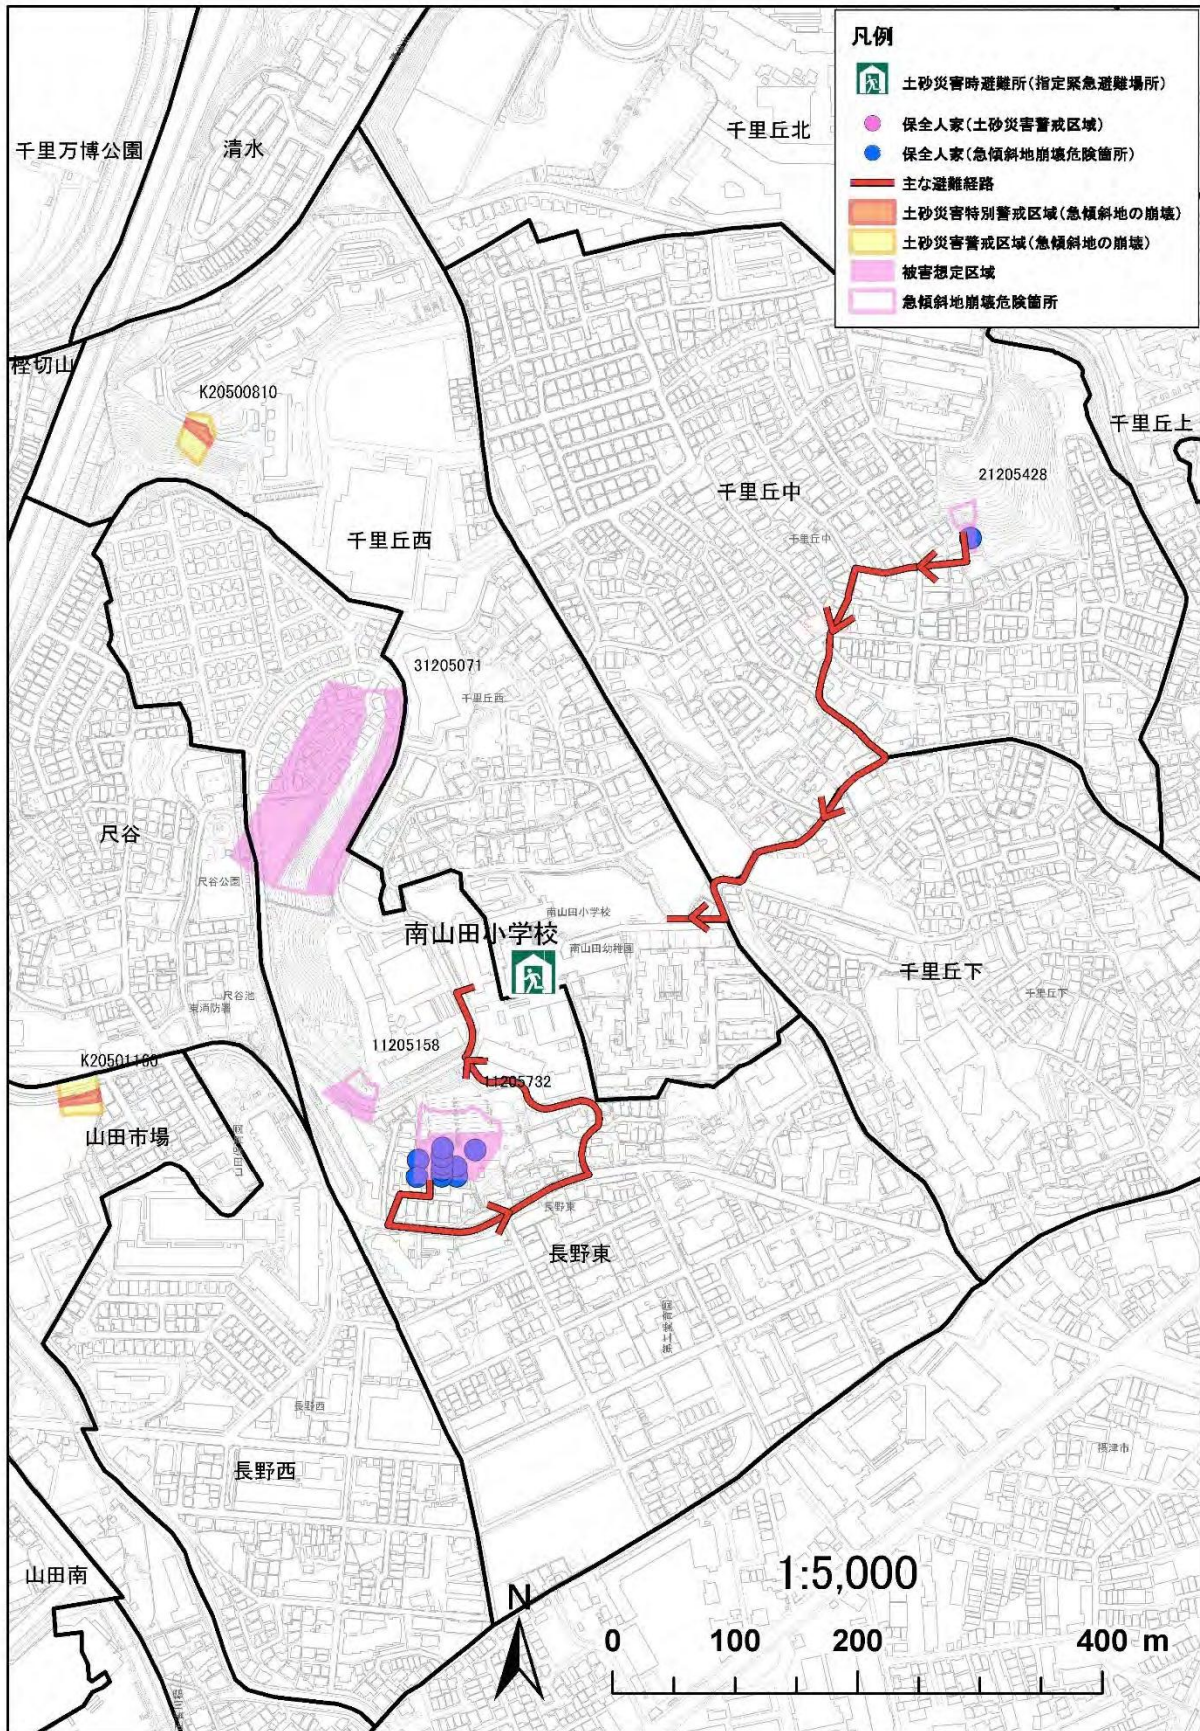 凡例
土砂災害時避難所(指定緊急避難場所)
保全人家(土砂災害警戒区域)
保全人家(急傾斜地崩壊危険箇所)
主な避難経路
土砂災害特別警戒区域(急傾斜地の崩壊)
土砂災害警戒区域(急傾斜地の崩壊)
被害想定区域
急傾斜地崩壊危険箇所
千里丘北
千里万博公園
清水
樫切山
K20500810
千里丘上
21205428
千里丘中
千里丘中
千里丘西
31205071
千里丘西
尺谷
尺谷公園
南山田小学校
南山田小学校
南山田幼稚園
千里丘下
千里丘下
尺谷池
東消防署
11205158
K20501160
11205732
山田市場
長野東
長野東
長野西
長野西
摂津市
山田南
1:5,000
N
0 100 200 400 m